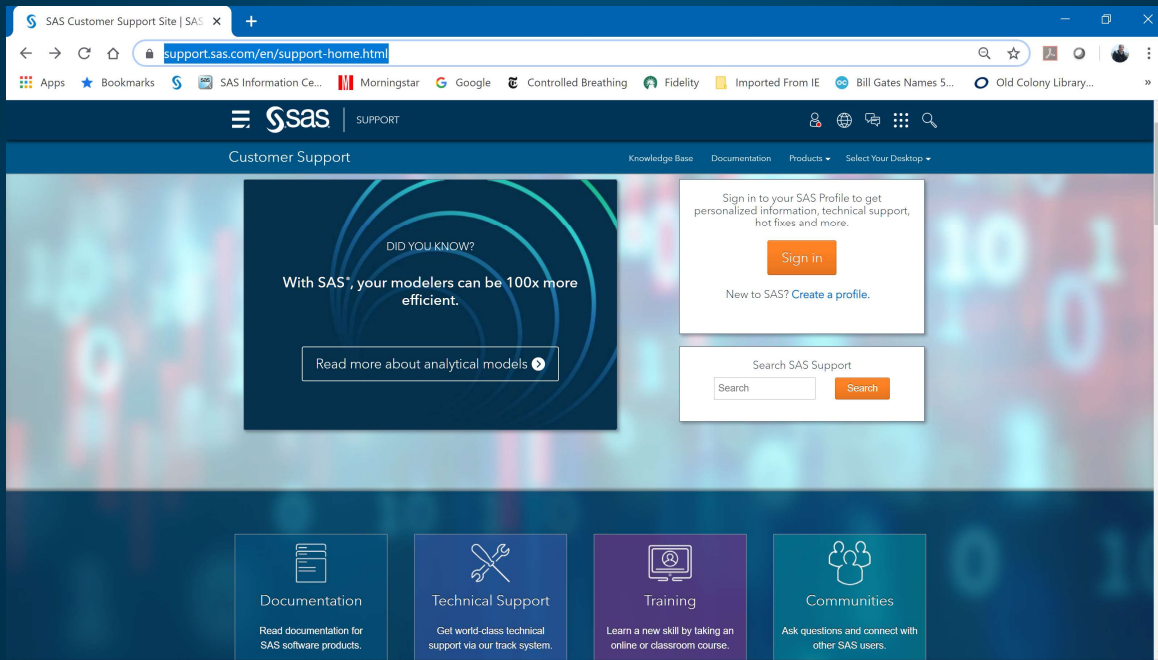 SAS Customer Support Site | SAS
support.sas.com/en/support-home.html
Apps Bookmarks SAS Information Ce... Morningstar Google Controlled Breathing Fidelity Imported From IE Bill Gates Names 5... Old Colony Library... »
sas SUPPORT
Customer Support Knowledge Base Documentation Products Select Your Desktop
DID YOU KNOW?
With SAS®, your modelers can be 100x more
efficient.
Read more about analytical models
Sign in to your SAS Profile to get
personalized information, technical support,
hot fixes and more.
Sign in
New to SAS? Create a profile.
Search SAS Support
Search Search
Documentation
Read documentation for
SAS software products.
Technical Support
Get world-class technical
support via our track system.
Training
Learn a new skill by taking an
online or classroom course.
Communities
Ask questions and connect with
other SAS users.